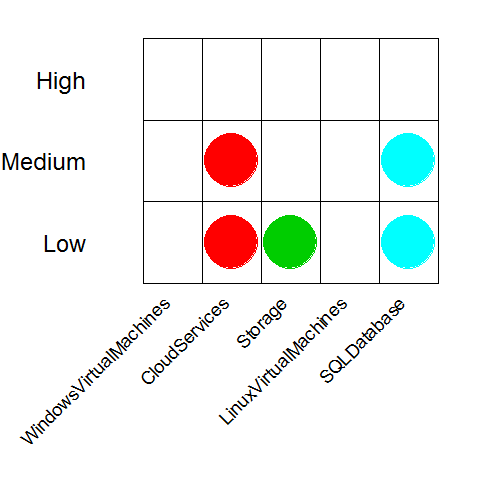 High
Medium
Low
WindowsVirtualMachines
CloudServices
Storage
LinuxVirtualMachines
SQLDatabase